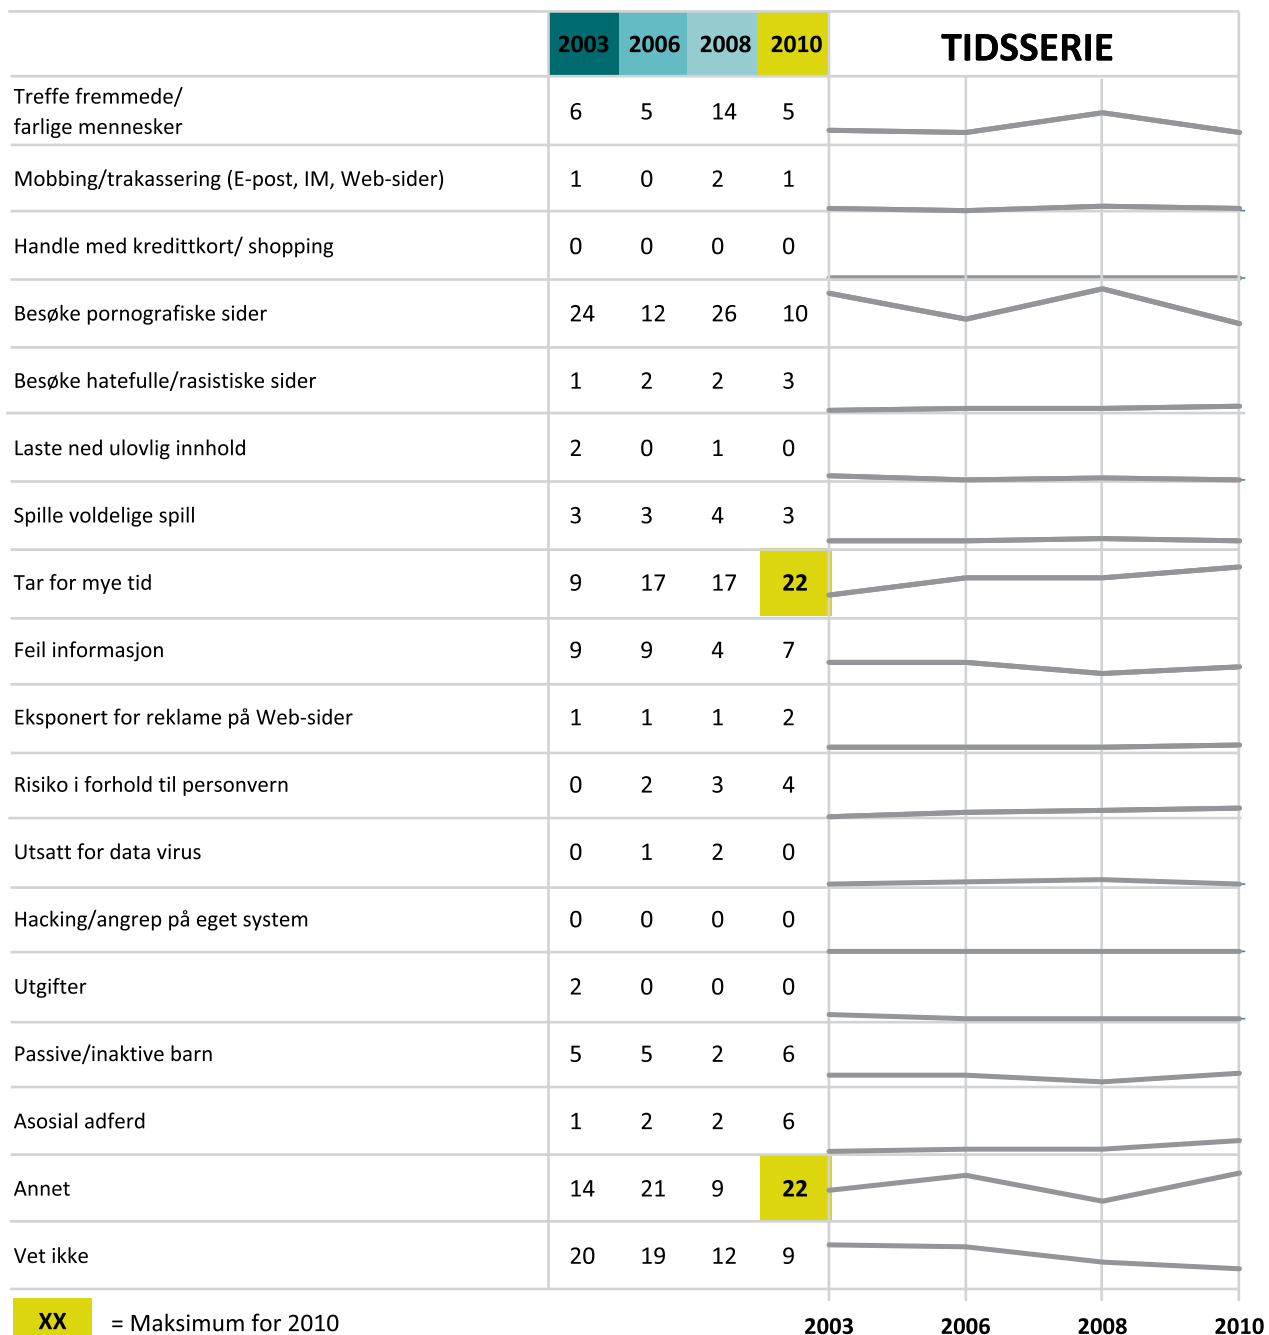 2003 2006 2008 2010 TIDSSERIE
Treffe fremmede/
farlige mennesker 6 5 14 5
Mobbing/trakassering (E-post, IM, Web-sider) 1 0 2 1
Handle med kredittkort/ shopping 0 0 0 0
Besøke pornografiske sider 24 12 26 10
Besøke hatefulle/rasistiske sider 1 2 2 3
Laste ned ulovlig innhold 2 0 1 0
Spille voldelige spill 3 3 4 3
Tar for mye tid 9 17 17 22
Feil informasjon 9 9 4 7
Eksponert for reklame på Web-sider 1 1 1 2
Risiko i forhold til personvern 0 2 3 4
Utsatt for data virus 0 1 2 0
Hacking/angrep på eget system 0 0 0 0
Utgifter 2 0 0 0
Passive/inaktive barn 5 5 2 6
Asosial adferd 1 2 2 6
Annet 14 21 9 22
Vet ikke 20 19 12 9
XX = Maksimum for 2010
2003 2006 2008 2010